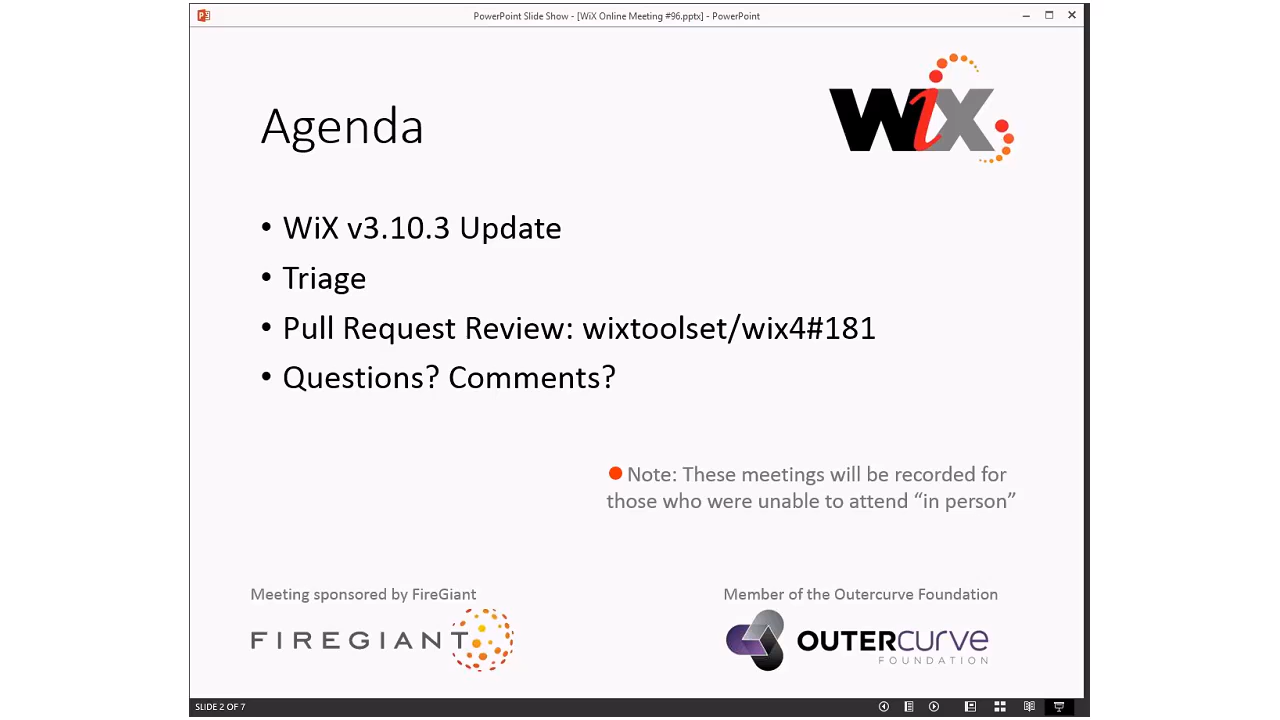 PowerPoint Slide Show - [WiX Online Meeting #96.pptx] - PowerPoint
WiX
Agenda
• WiX v3.10.3 Update
• Triage
• Pull Request Review: wixtoolset/wix4#181
• Questions? Comments?
Note: These meetings will be recorded for
those who were unable to attend “in person”
Meeting sponsored by FireGiant
FIREGIANT
Member of the Outercurve Foundation
OUTERCURVE
FOUNDATION
SLIDE 2 OF 7